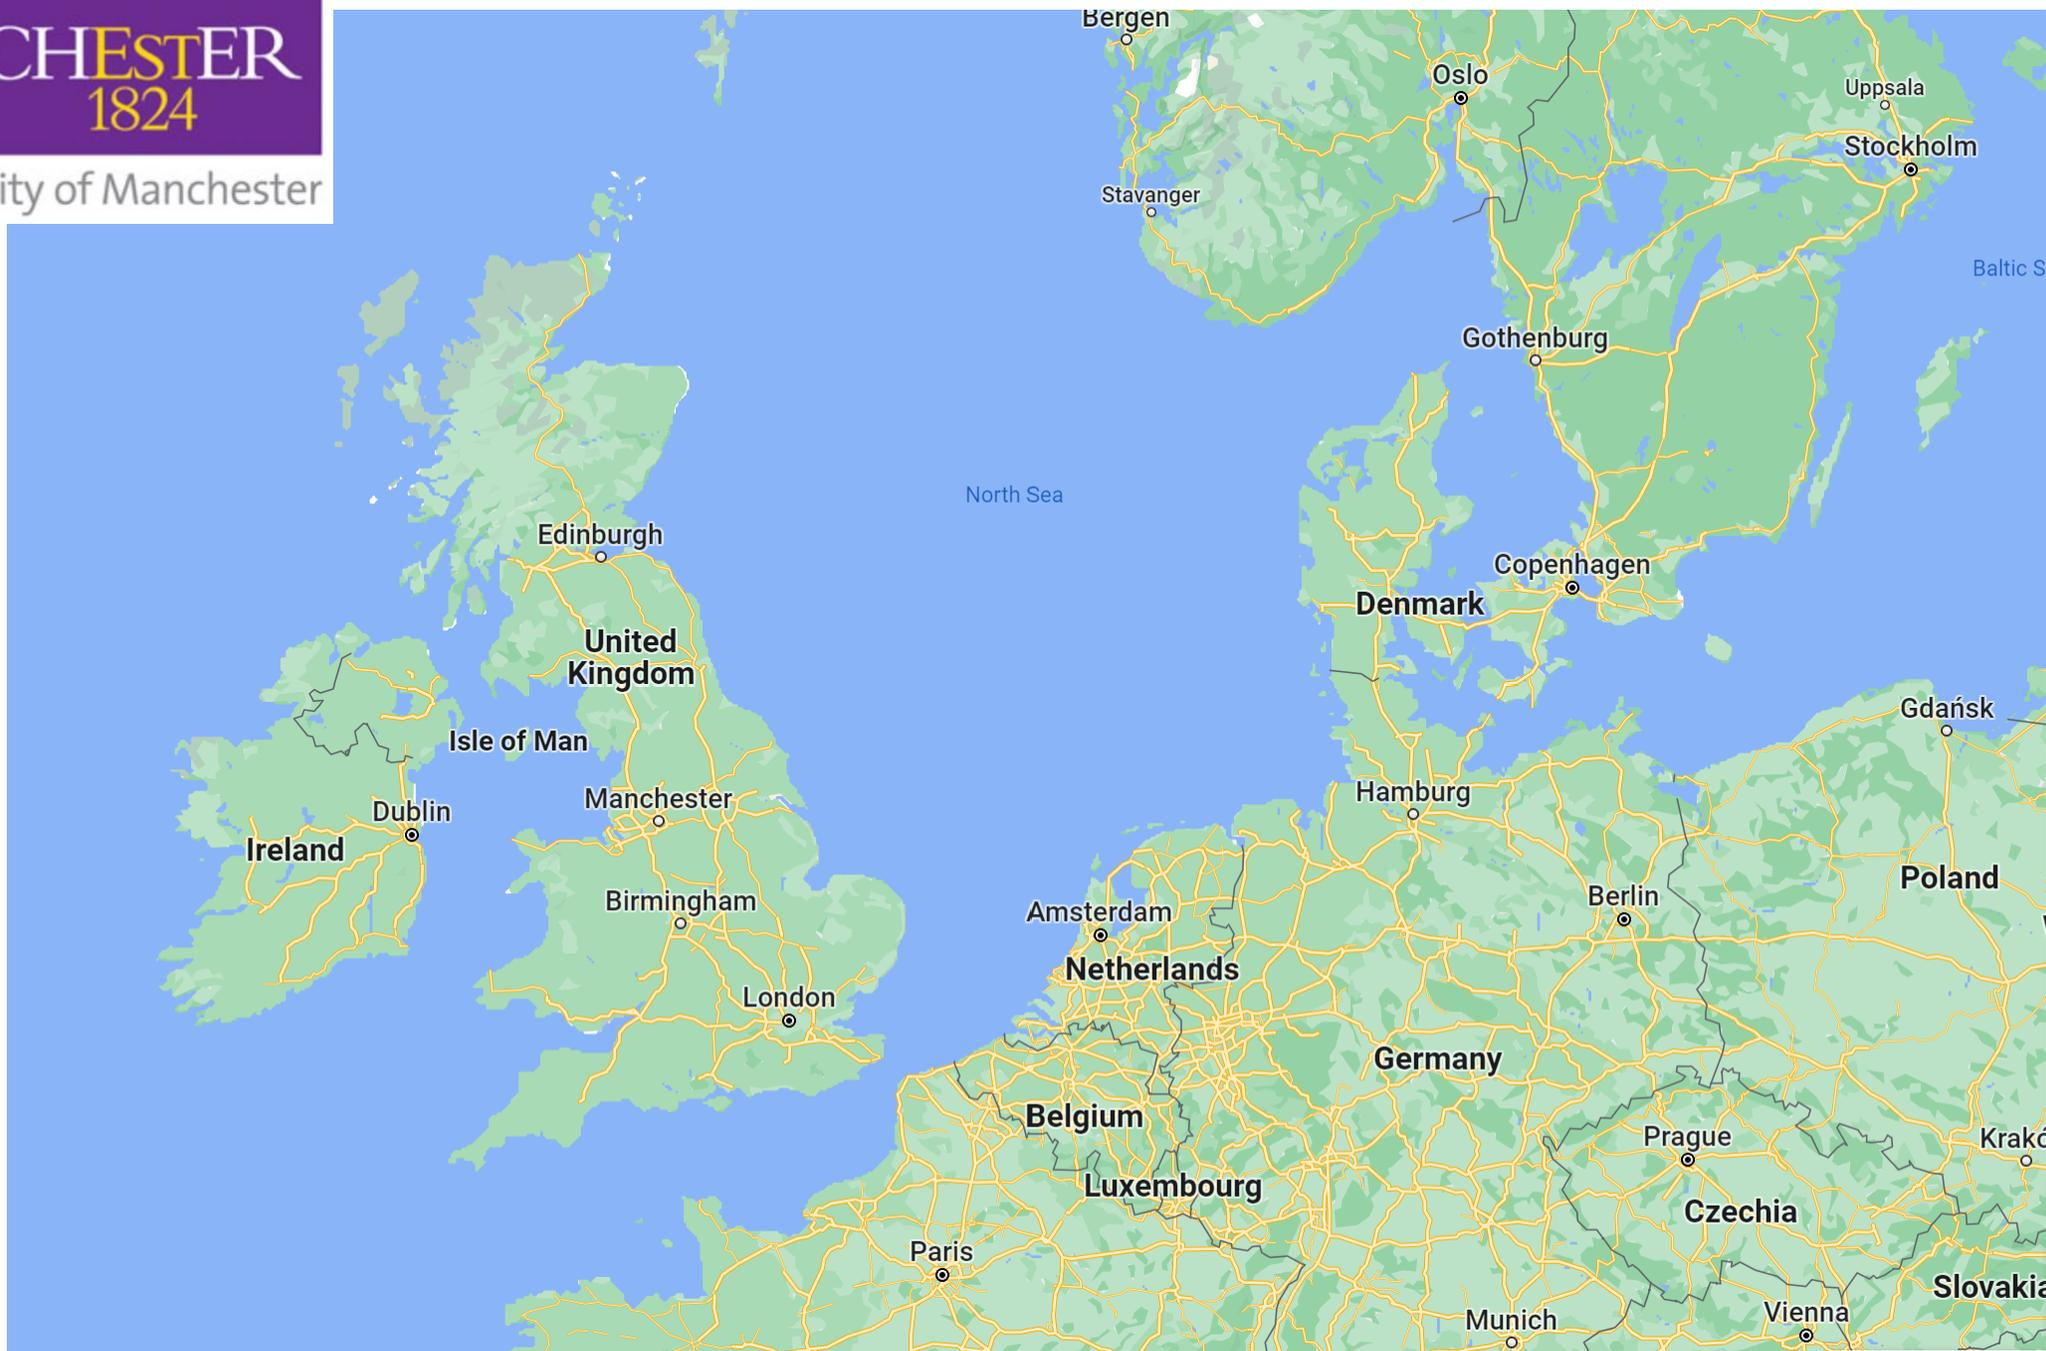 CHESTER
1824
ity of Manchester
Bergen
Oslo
Uppsala
Stockholm
Stavanger
Baltic S
Gothenburg
North Sea
Edinburgh
Copenhagen
Denmark
United
Kingdom
Gdańsk
Isle of Man
Hamburg
Manchester
Dublin
Ireland
Poland
Berlin
Birmingham
Amsterdam
Netherlands
London
Germany
Belgium
Prague
Krakó
Luxembourg
Czechia
Paris
Slovakia
Munich
Vienna